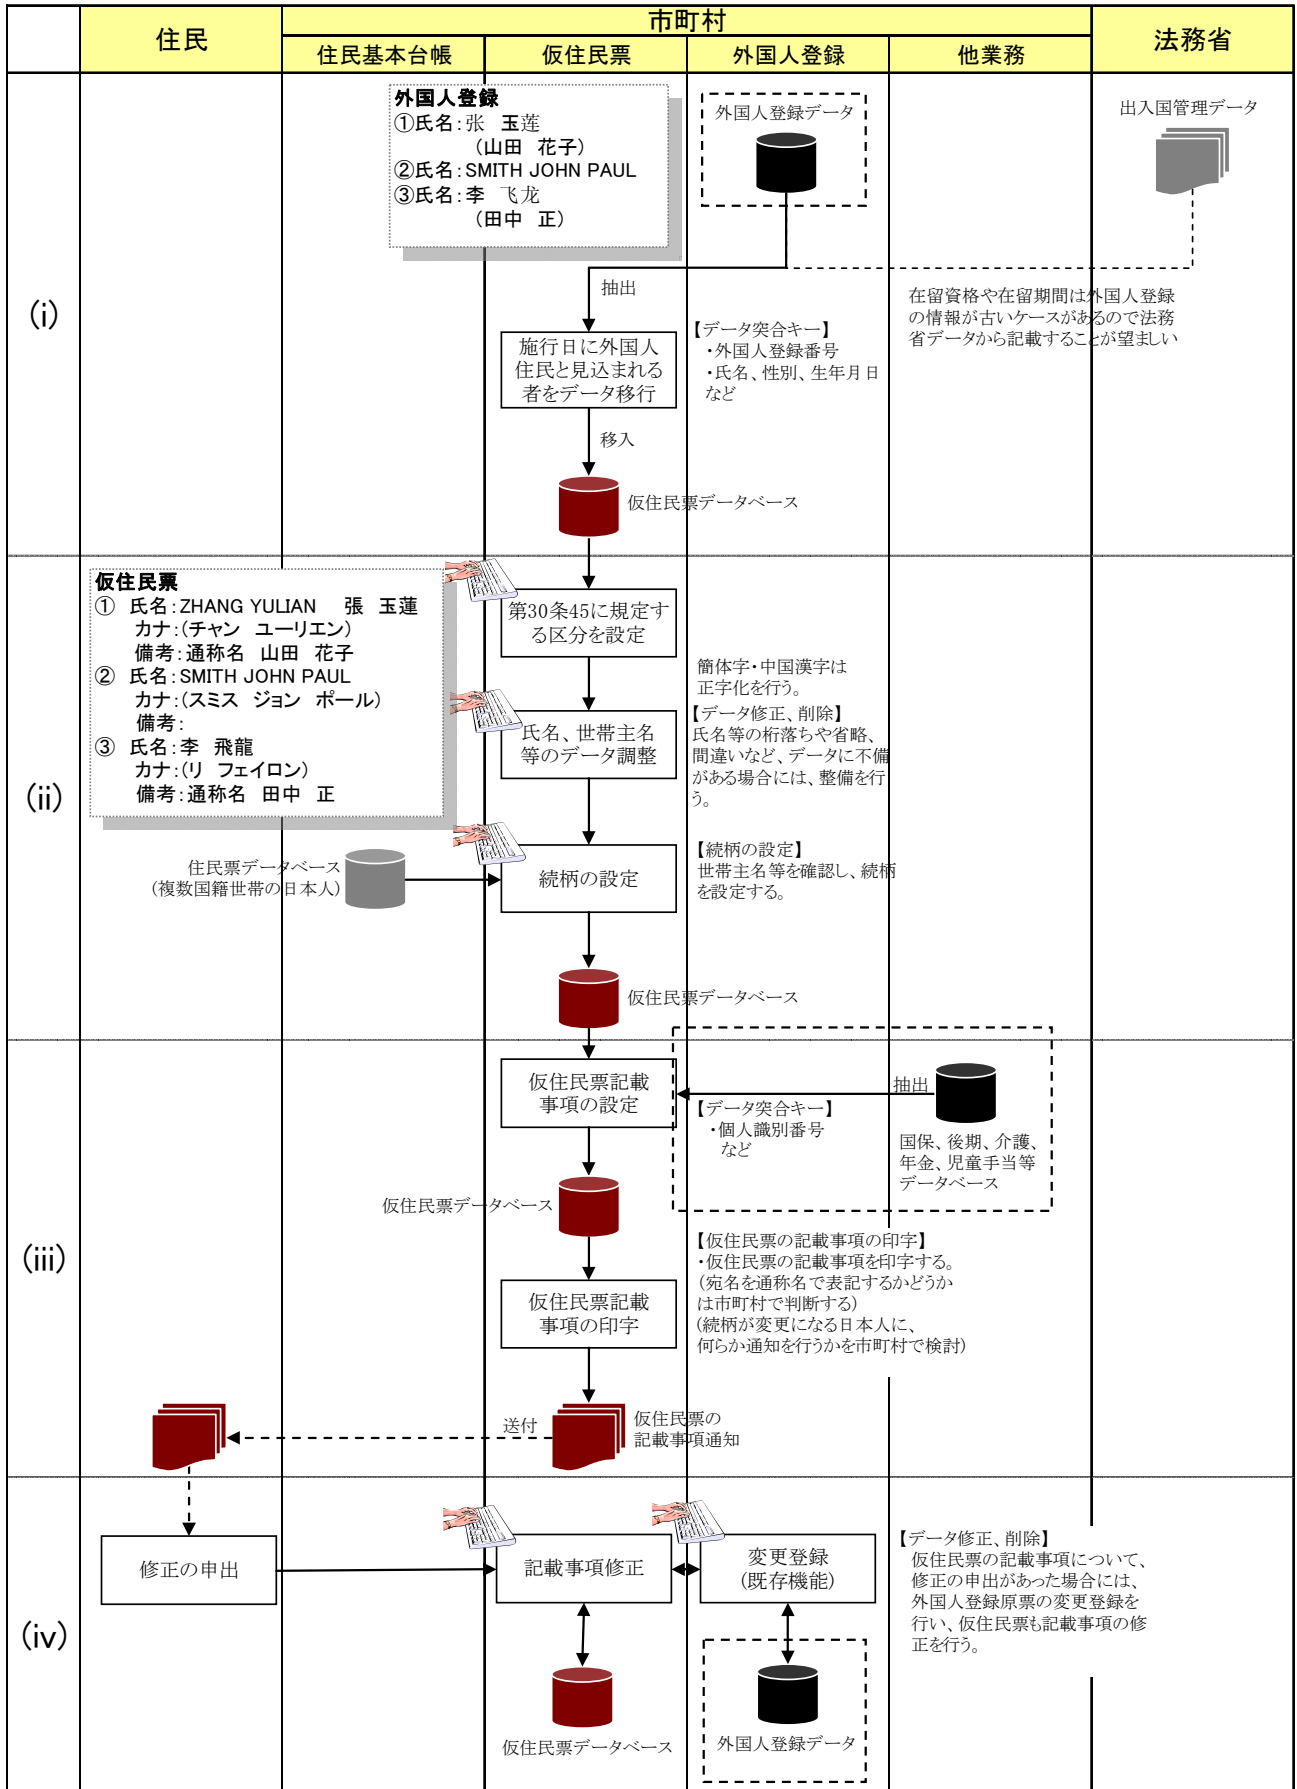 住民
市町村
法務省
住民基本台帳
仮住民票
外国人登録
他業務
(i)
外国人登録
①氏名：张　玉莲
（山田　花子）
②氏名：SMITH JOHN PAUL
③氏名：李　飞龙
（田中　正）
外国人登録データ
出入国管理データ
抽出
在留資格や在留期間は外国人登録
の情報が古いケースがあるので法務
省データから記載することが望ましい
【データ突合キー】
・外国人登録番号
・氏名、性別、生年月日
など
施行日に外国人
住民と見込まれる
者をデータ移行
移入
仮住民票データベース
(ii)
仮住民票
①　氏名：ZHANG YULIAN　張　玉蓮
カナ：（チャン　ユーリエン）
備考：通称名　山田　花子
②　氏名：SMITH JOHN PAUL
カナ：（スミス　ジョン　ポール）
備考：
③　氏名：李　飛龍
カナ：（リ　フェイロン）
備考：通称名　田中　正
第30条45に規定す
る区分を設定
簡体字・中国漢字は
正字化を行う。
【データ修正、削除】
氏名等の桁落ちや省略、
間違いなど、データに不備
がある場合には、整備を行
う。
氏名、世帯主名
等のデータ調整
【続柄の設定】
世帯主名等を確認し、続柄
を設定する。
住民票データベース
（複数国籍世帯の日本人）
続柄の設定
仮住民票データベース
(iii)
仮住民票記載
事項の設定
抽出
【データ突合キー】
・個人識別番号
など
国保、後期、介護、
年金、児童手当等
データベース
仮住民票データベース
【仮住民票の記載事項の印字】
・仮住民票の記載事項を印字する。
（宛名を通称名で表記するかどうか
は市町村で判断する）
（続柄が変更になる日本人に、
何らか通知を行うかを市町村で検討）
仮住民票記載
事項の印字
送付
仮住民票の
記載事項通知
(iv)
修正の申出
記載事項修正
変更登録
（既存機能）
【データ修正、削除】
仮住民票の記載事項について、
修正の申出があった場合には、
外国人登録原票の変更登録を
行い、仮住民票も記載事項の修
正を行う。
仮住民票データベース
外国人登録データ